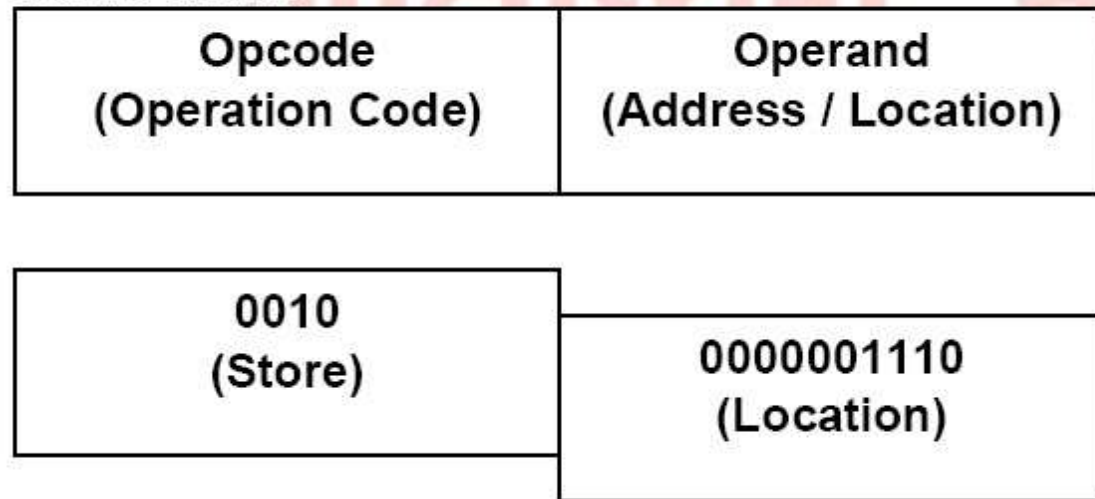 Opcode
(Operation Code)
Operand
(Address / Location)
0010
(Store)
0000001110
(Location)